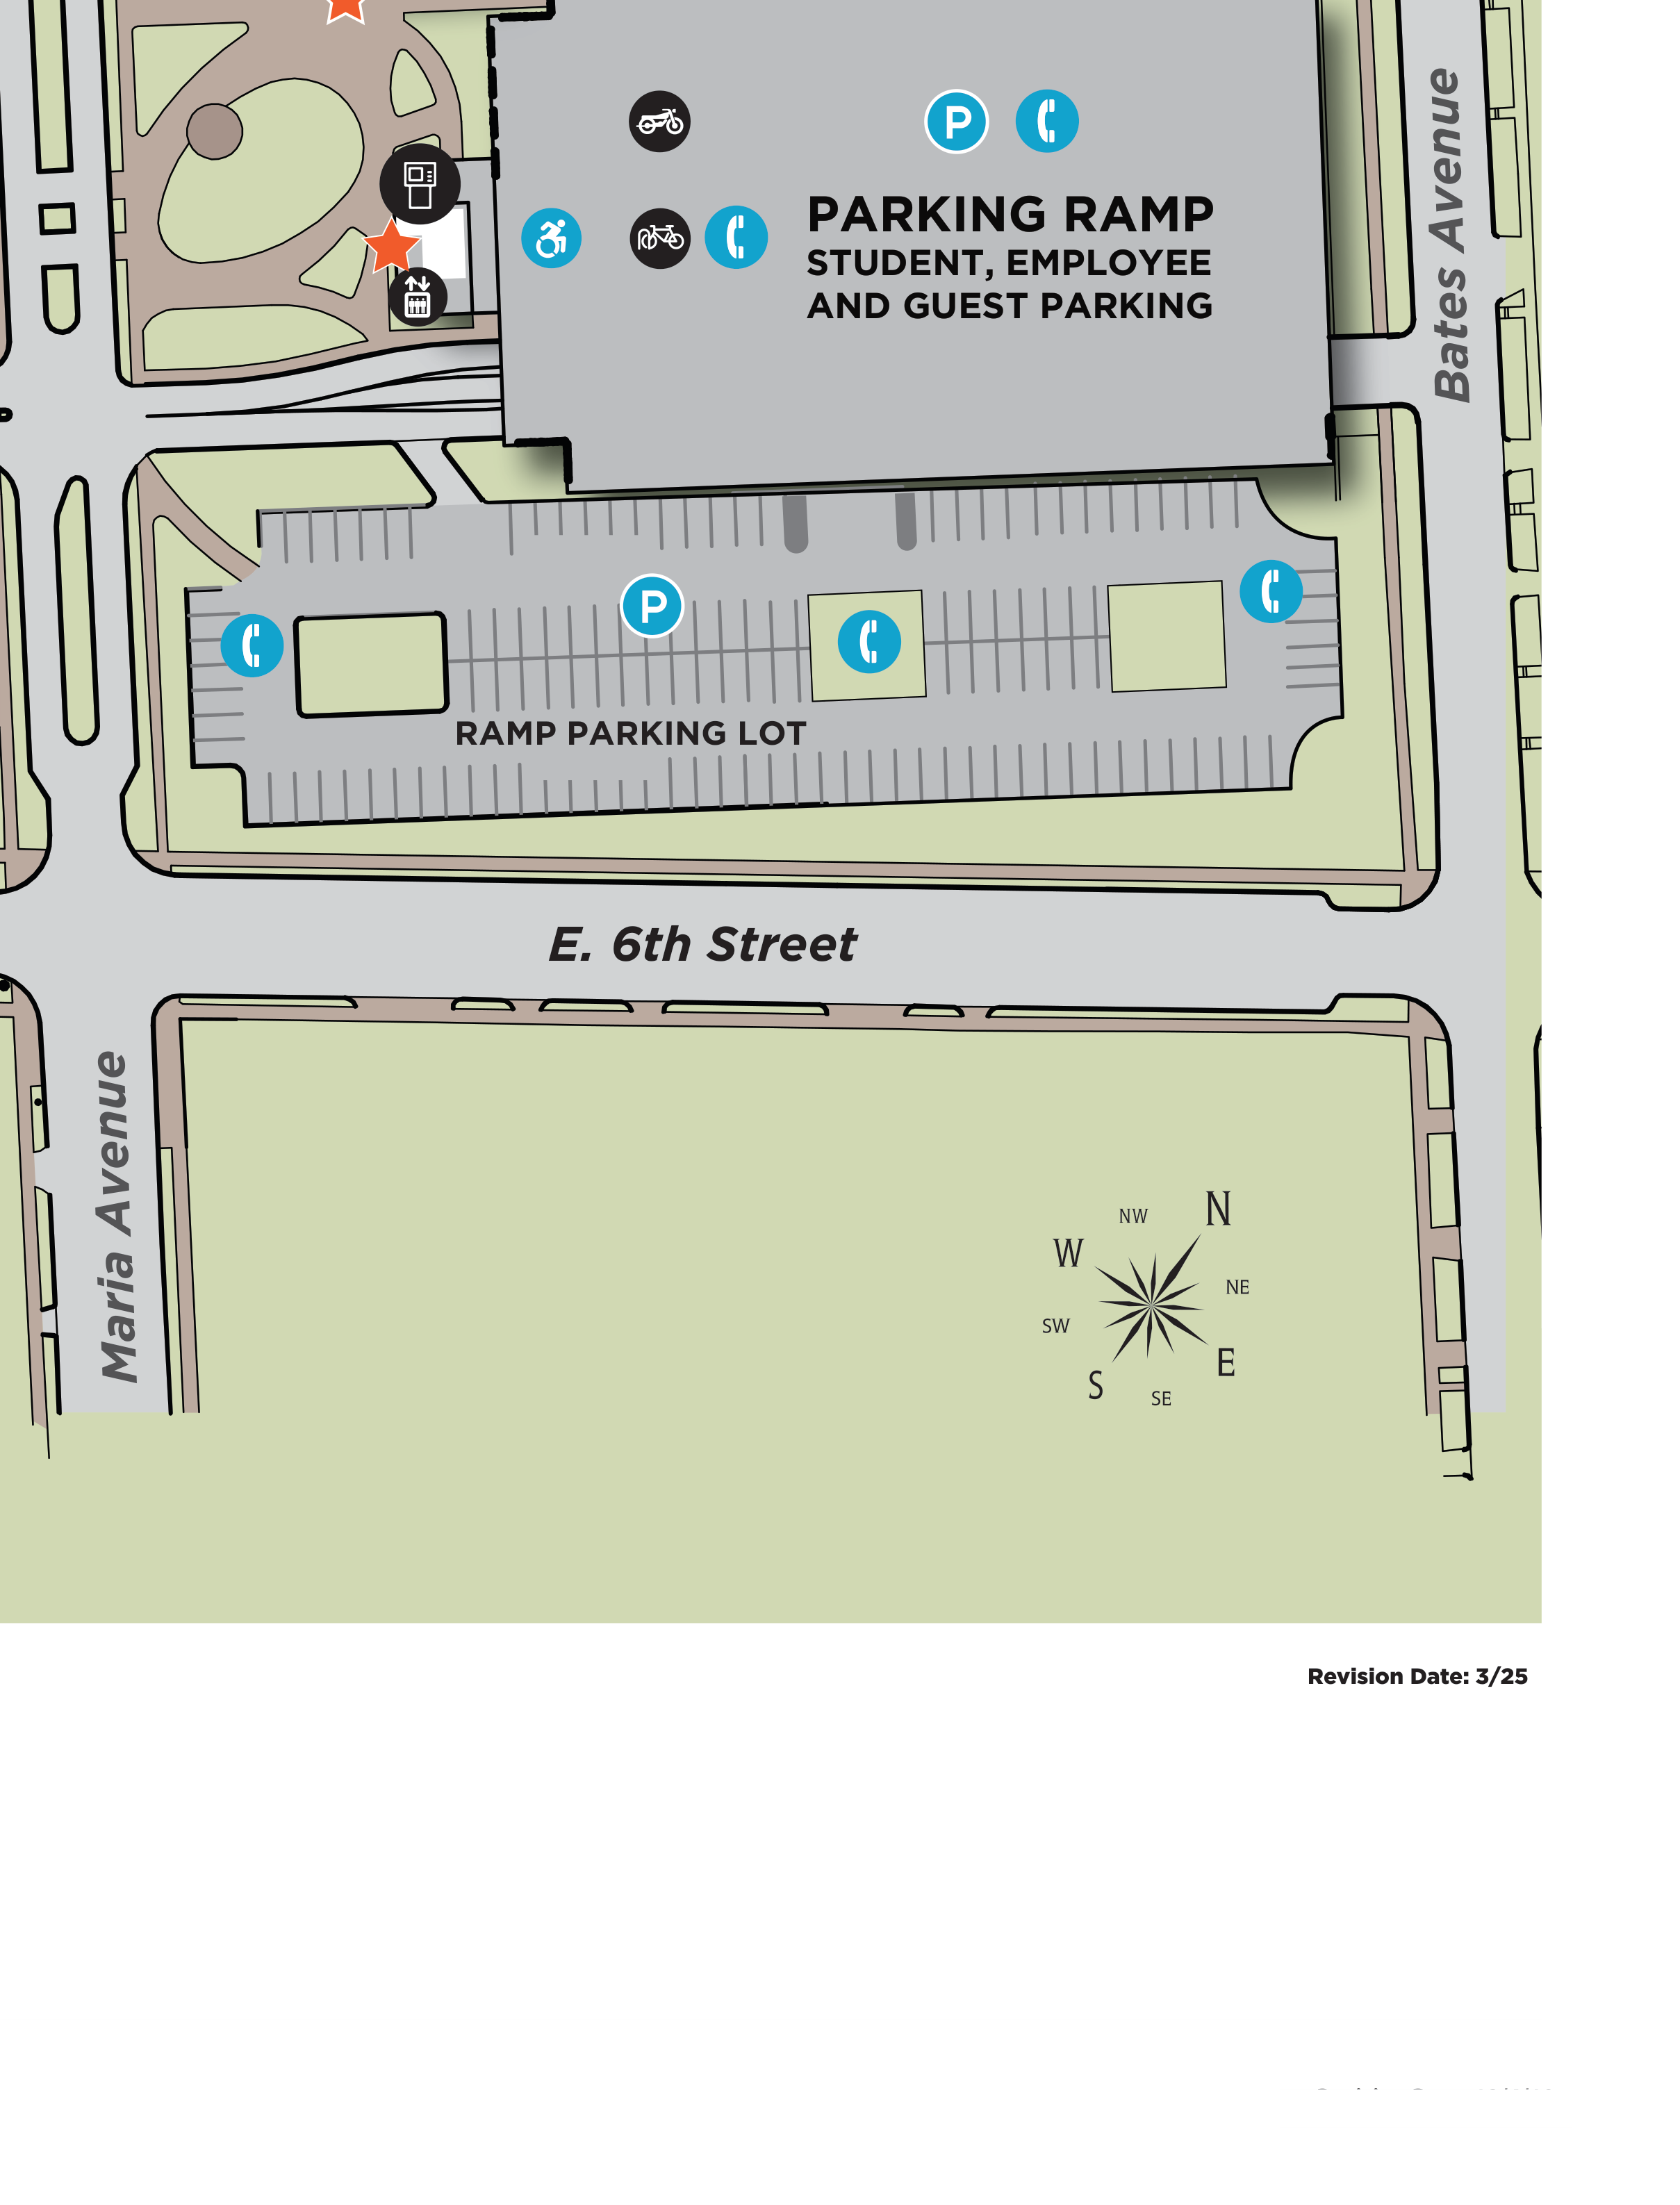 P
Bates Avenue
PARKING RAMP
STUDENT, EMPLOYEE
AND GUEST PARKING
P
RAMP PARKING LOT
E. 6th Street
Maria Avenue
N
NW
W
NE
SW
E
S
SE
Revision Date: 3/25